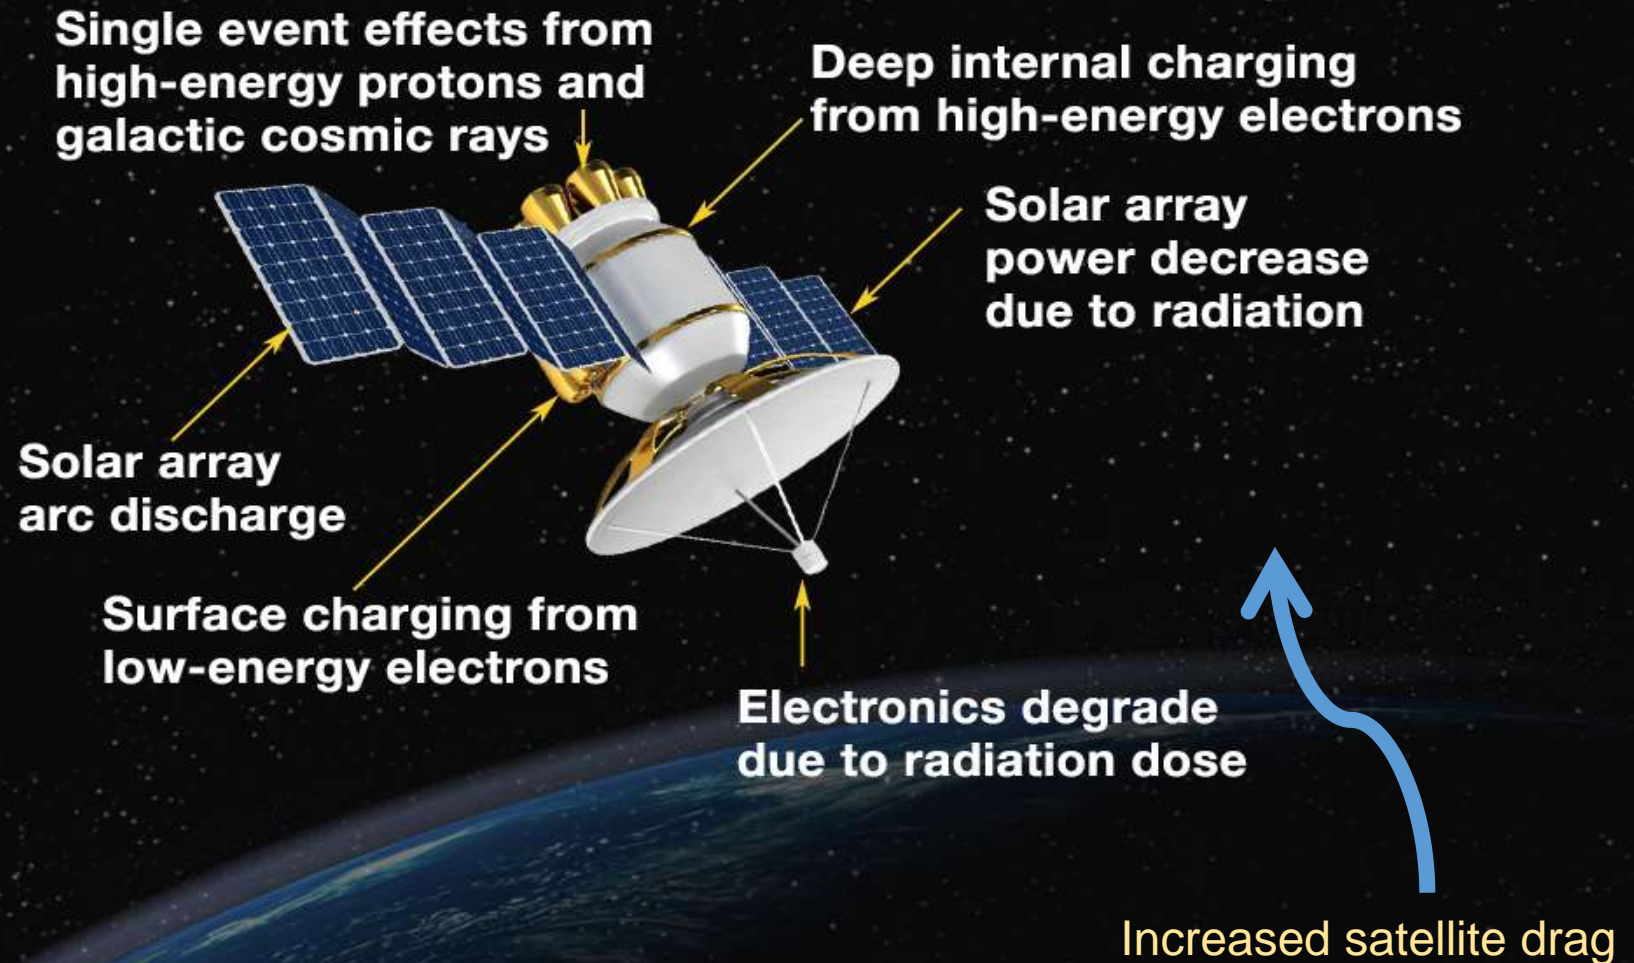 Single event effects from
high-energy protons and
galactic cosmic rays
Deep internal charging
from high-energy electrons
Solar array
power decrease
due to radiation
Solar array
arc discharge
Surface charging from
low-energy electrons
Electronics degrade
due to radiation dose
Increased satellite drag